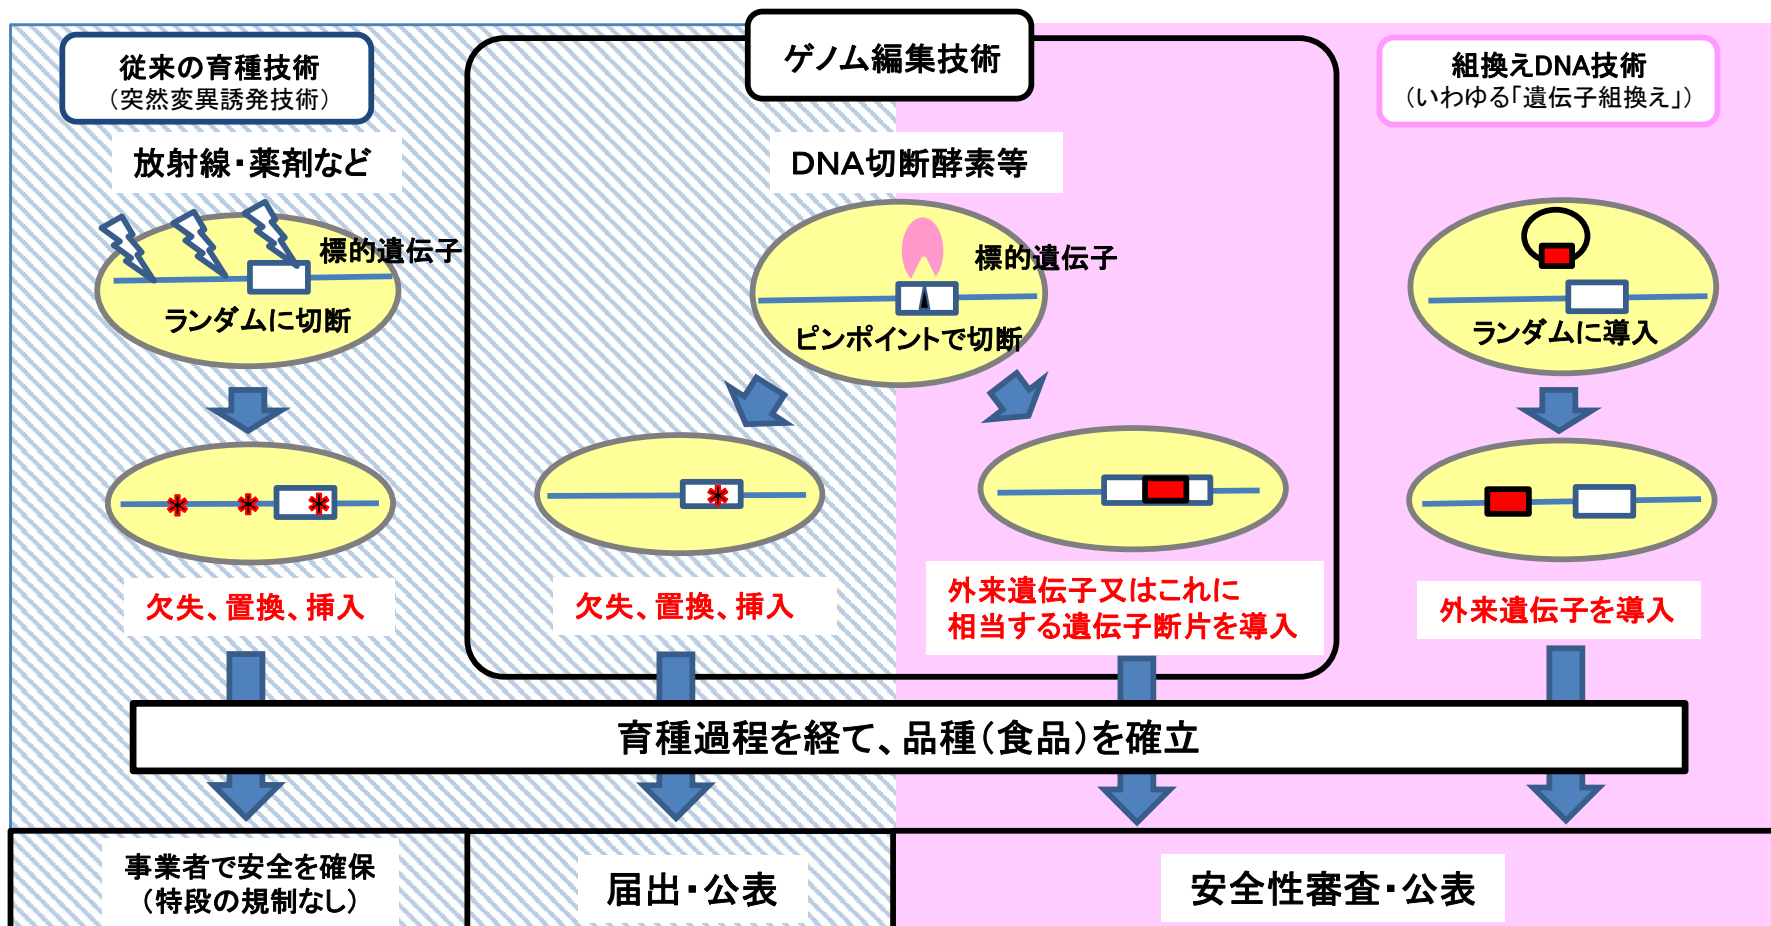 ゲノム編集技術
従来の育種技術
（突然変異誘発技術）
組換えDNA技術
（いわゆる「遺伝子組換え」）
放射線・薬剤など
DNA切断酵素等
標的遺伝子
ランダムに切断
標的遺伝子
ピンポイントで切断
ランダムに導入
欠失、置換、挿入
欠失、置換、挿入
外来遺伝子又はこれに
相当する遺伝子断片を導入
外来遺伝子を導入
育種過程を経て、品種（食品）を確立
事業者で安全を確保
（特段の規制なし）
届出・公表
安全性審査・公表